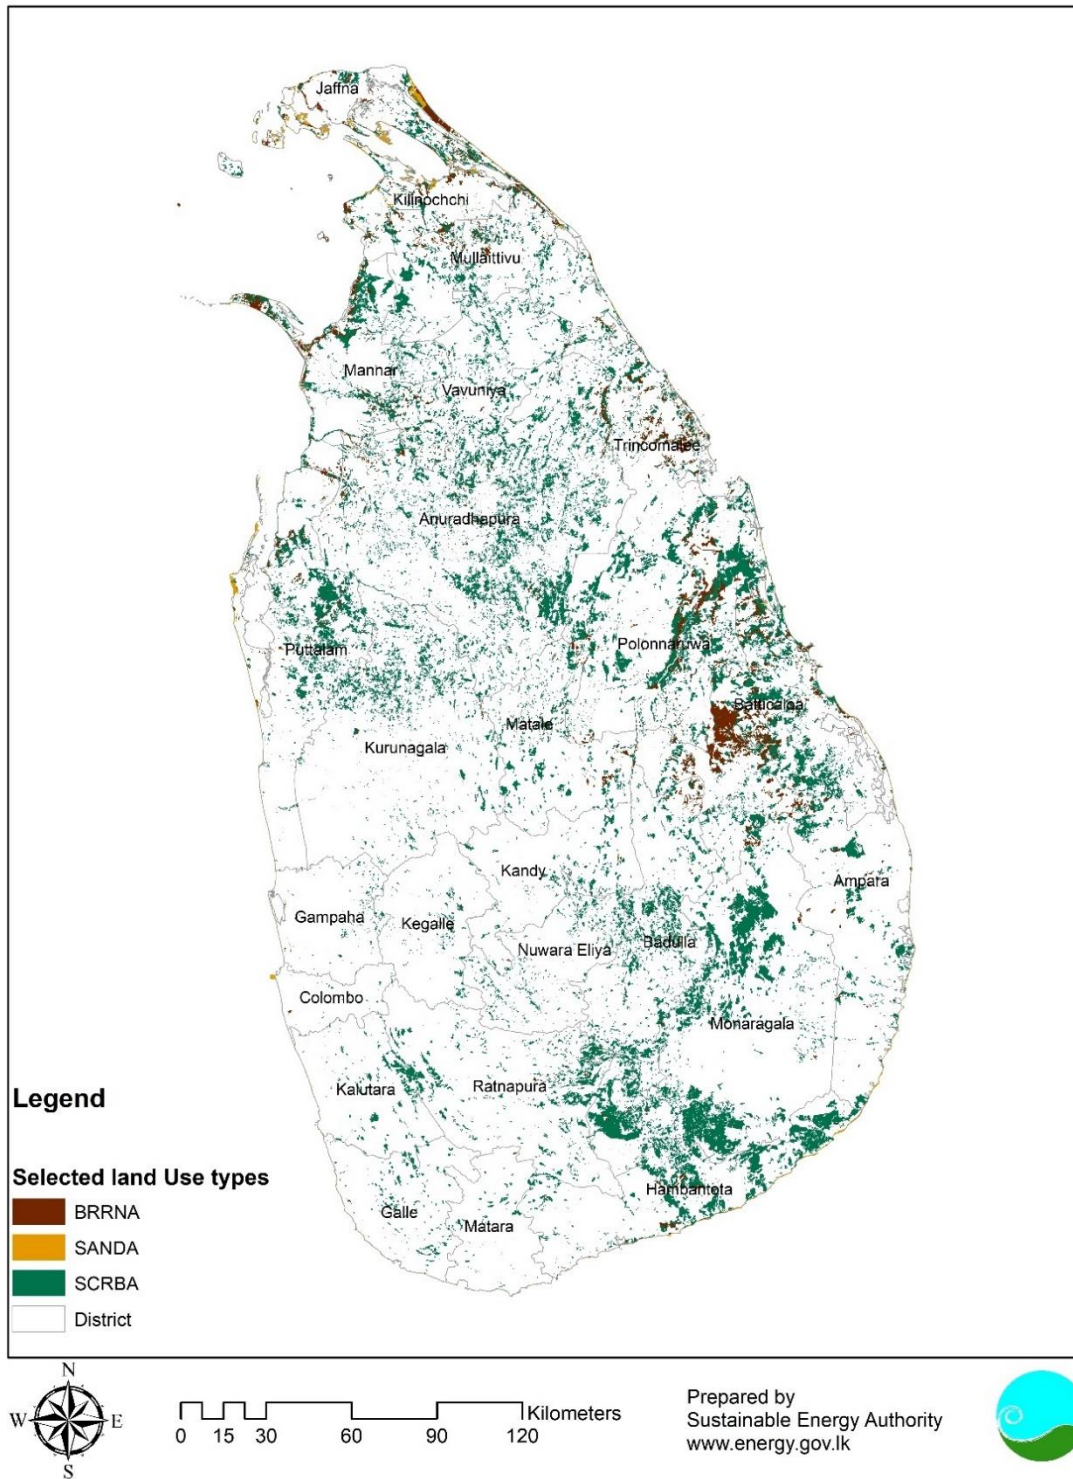 Jaffna
Kilinochchi
Mullaittivu
Mannar
Vavuniya
Trincomalee
Anuradhapura
Polonnaruwa
Puttalam
Batticaloa
Matale
Kurunagala
Kandy
Ampara
Gampaha
Kegalle
Badulla
Nuwara Eliya
Colombo
Monaragala
Ratnapura
Kalutara
Hambantota
Galle
Matara
Legend
Selected land Use types
BRRNA
SANDA
SCRBA
District
N
W E
S
Kilometers
0 15 30 60 90 120
Prepared by
Sustainable Energy Authority
www.energy.gov.lk